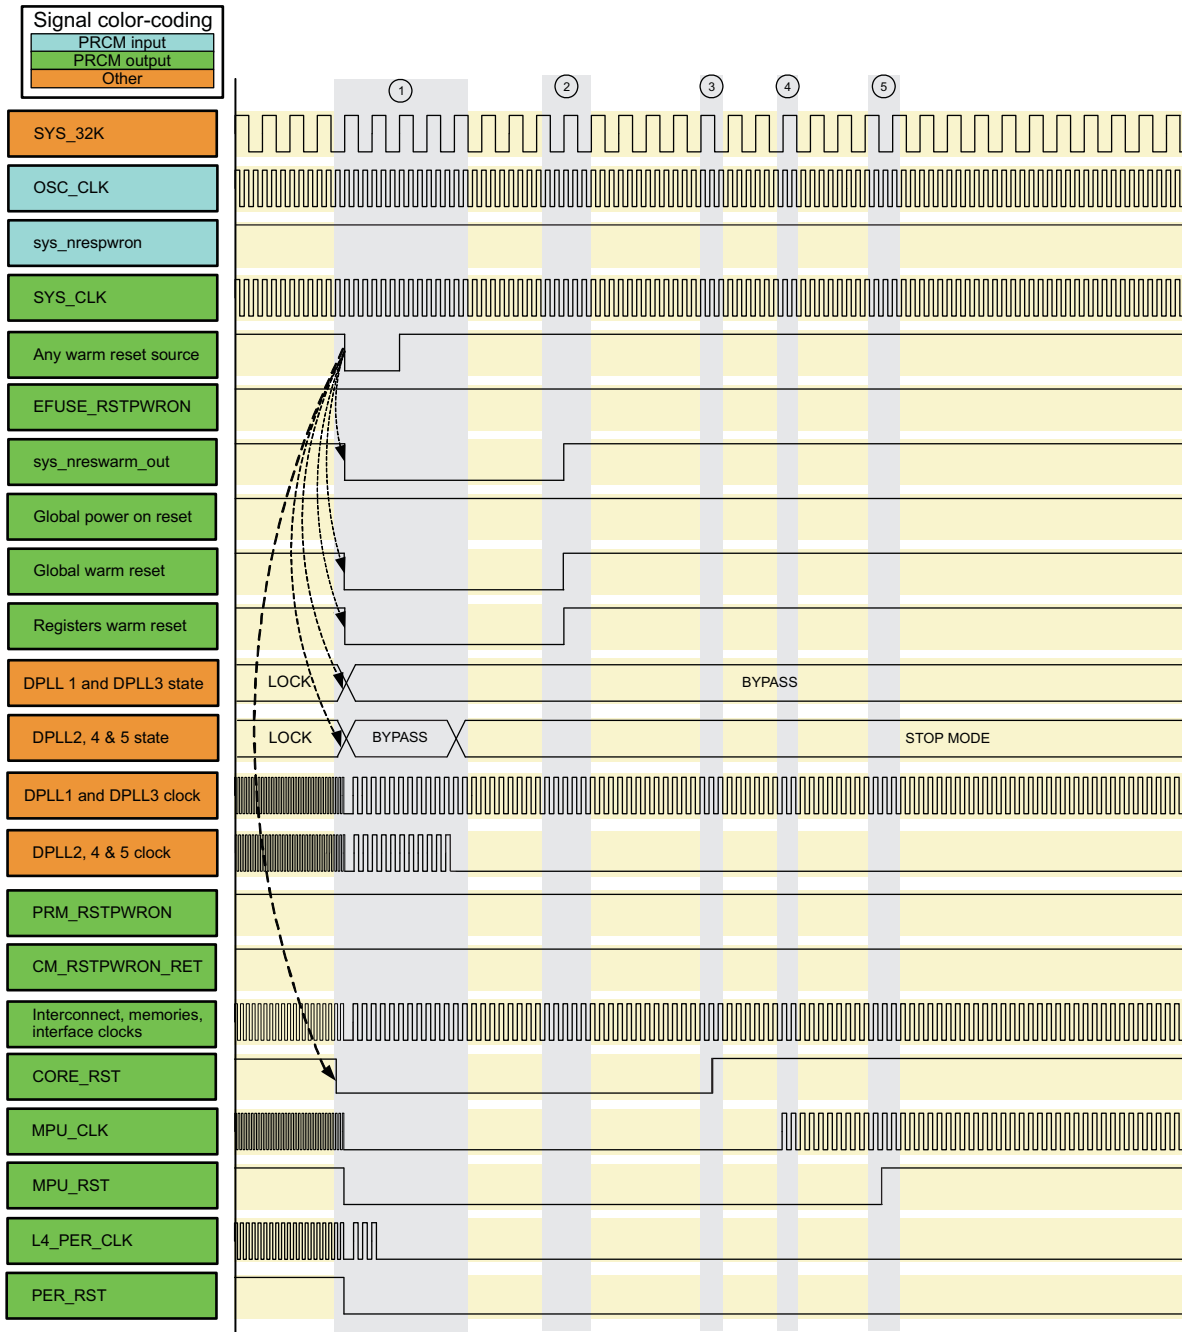 Signal color-coding
PRCM input
PRCM output
Other
1
2
3
4
5
SYS_32K
OSC_CLK
sys_nrespwron
SYS_CLK
Any warm reset source
EFUSE_RSTPWRON
sys_nreswarm_out
Global power on reset
Global warm reset
Registers warm reset
DPLL 1 and DPLL3 state
LOCK
BYPASS
DPLL2, 4 & 5 state
LOCK
BYPASS
STOP MODE
DPLL1 and DPLL3 clock
DPLL2, 4 & 5 clock
PRM_RSTPWRON
CM_RSTPWRON_RET
Interconnect, memories,
interface clocks
CORE_RST
MPU_CLK
MPU_RST
L4_PER_CLK
PER_RST